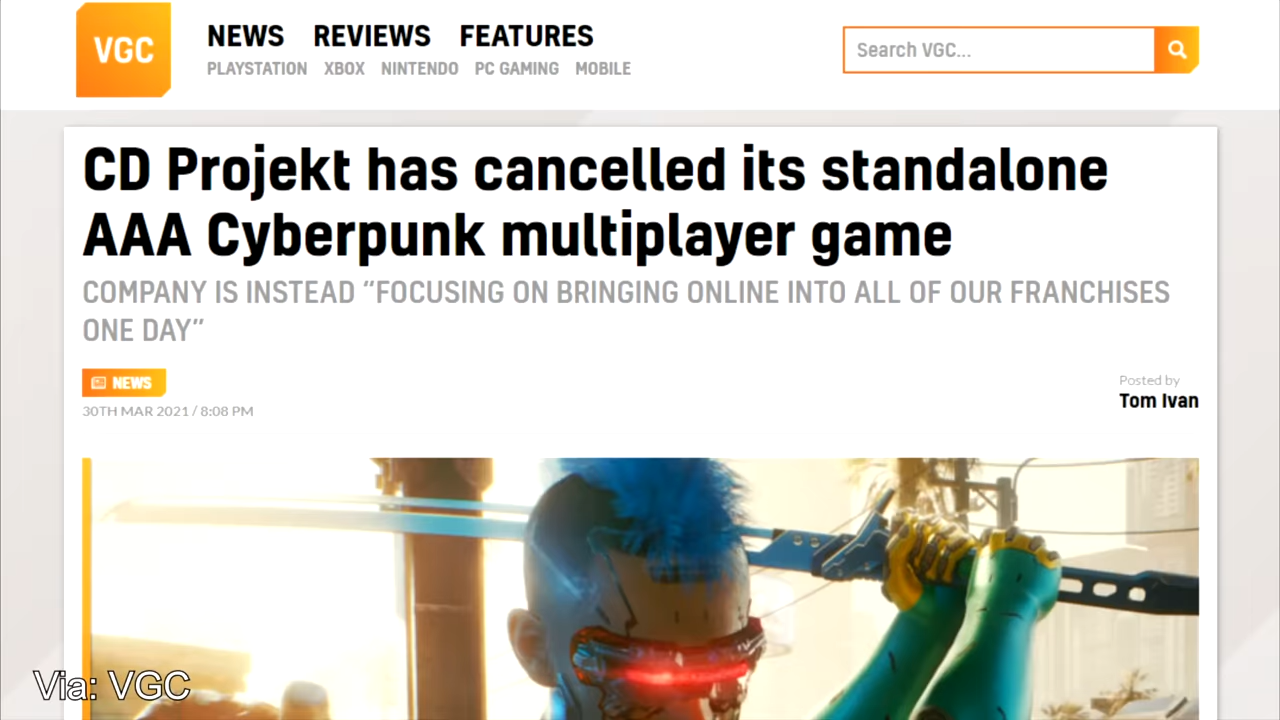 VGC
NEWS REVIEWS FEATURES
PLAYSTATION XBOX NINTENDO PC GAMING MOBILE
Search VGC...
CD Projekt has cancelled its standalone
AAA Cyberpunk multiplayer game
COMPANY IS INSTEAD “FOCUSING ON BRINGING ONLINE INTO ALL OF OUR FRANCHISES
ONE DAY”
NEWS
30TH MAR 2021 / 8:08 PM
Posted by
Tom Ivan
Via: VGC